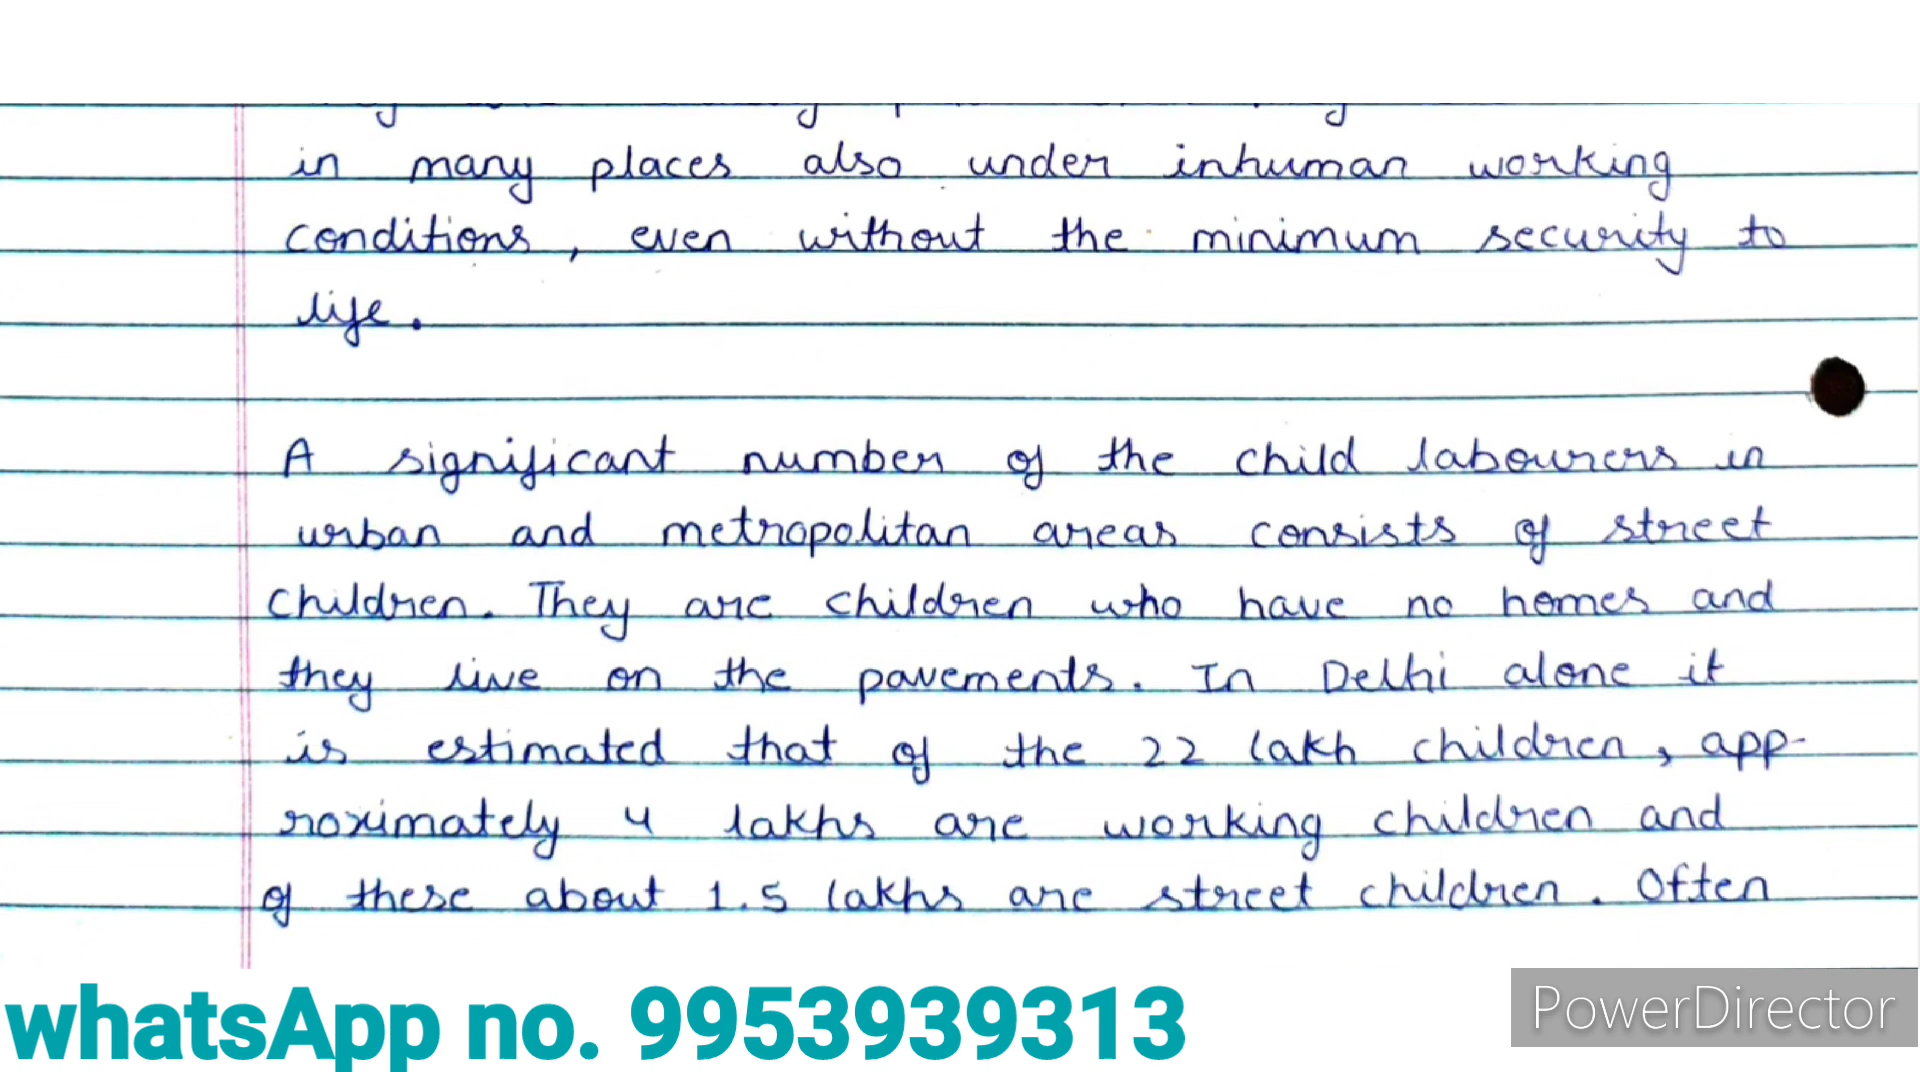 in many places also under inhuman working
conditions, even without the minimum security to
life.
A significant number of the child labourers in
urban and metropolitan areas consists of street
children. They are children who have no homes and
they live on the pavements. In Delhi alone it
is estimated that of the 22 lakh children, app-
roximately 4 lakhs are working children and
of these about 1.5 lakhs are street children. Often
whatsApp no. 9953939313
PowerDirector